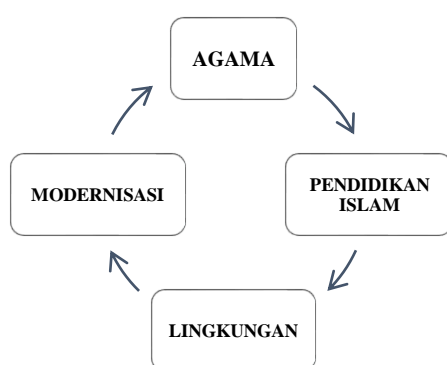 AGAMA
PENDIDIKAN
ISLAM
LINGKUNGAN
MODERNISASI